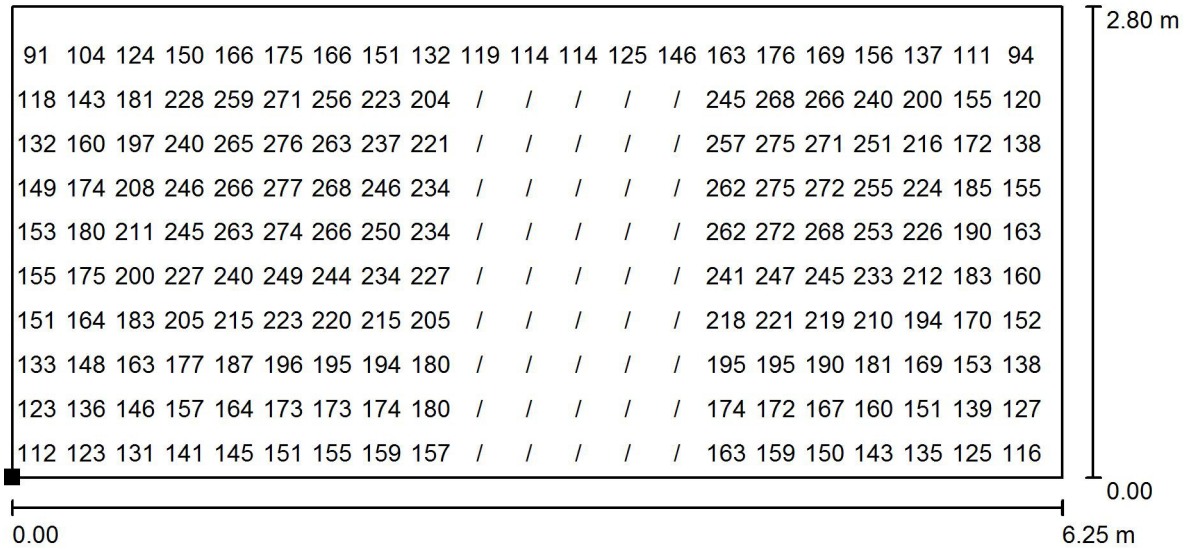 2.80 m
91 104 124 150 166 175 166 151 132 119 114 114 125 146 163 176 169 156 137 111 94
118 143 181 228 259 271 256 223 204 / / / / / 245 268 266 240 200 155 120
132 160 197 240 265 276 263 237 221 / / / / / 257 275 271 251 216 172 138
149 174 208 246 266 277 268 246 234 / / / / / 262 275 272 255 224 185 155
153 180 211 245 263 274 266 250 234 / / / / / 262 272 268 253 226 190 163
155 175 200 227 240 249 244 234 227 / / / / / 241 247 245 233 212 183 160
151 164 183 205 215 223 220 215 205 / / / / / 218 221 219 210 194 170 152
133 148 163 177 187 196 195 194 180 / / / / / 195 195 190 181 169 153 138
123 136 146 157 164 173 173 174 180 / / / / / 174 172 167 160 151 139 127
112 123 131 141 145 151 155 159 157 / / / / / 163 159 150 143 135 125 116
0.00
0.00 6.25 m